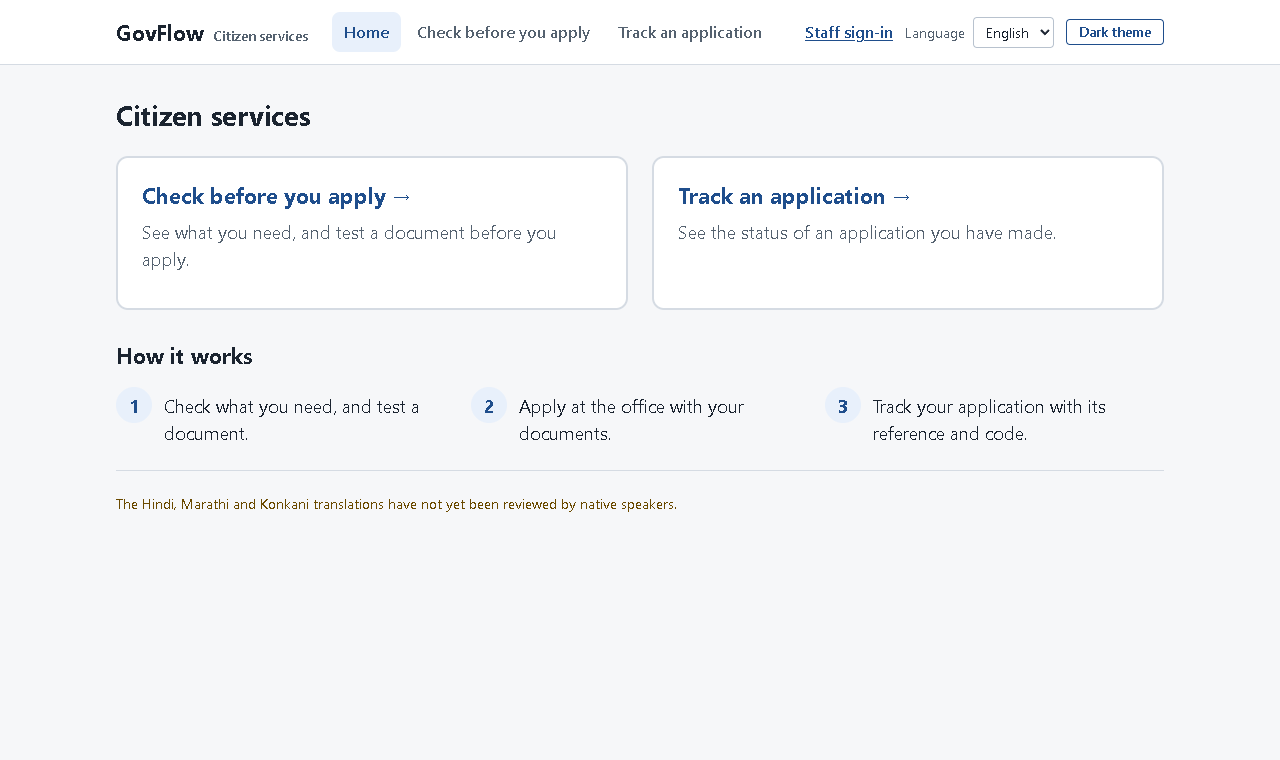 GovFlow Citizen services Home Check before you apply Track an application Staff sign-in Language English Dark theme
Citizen services
Check before you apply →
See what you need, and test a document before you
apply.
Track an application →
See the status of an application you have made.
How it works
1 Check what you need, and test a
document.
2 Apply at the office with your
documents.
3 Track your application with its
reference and code.
The Hindi, Marathi and Konkani translations have not yet been reviewed by native speakers.